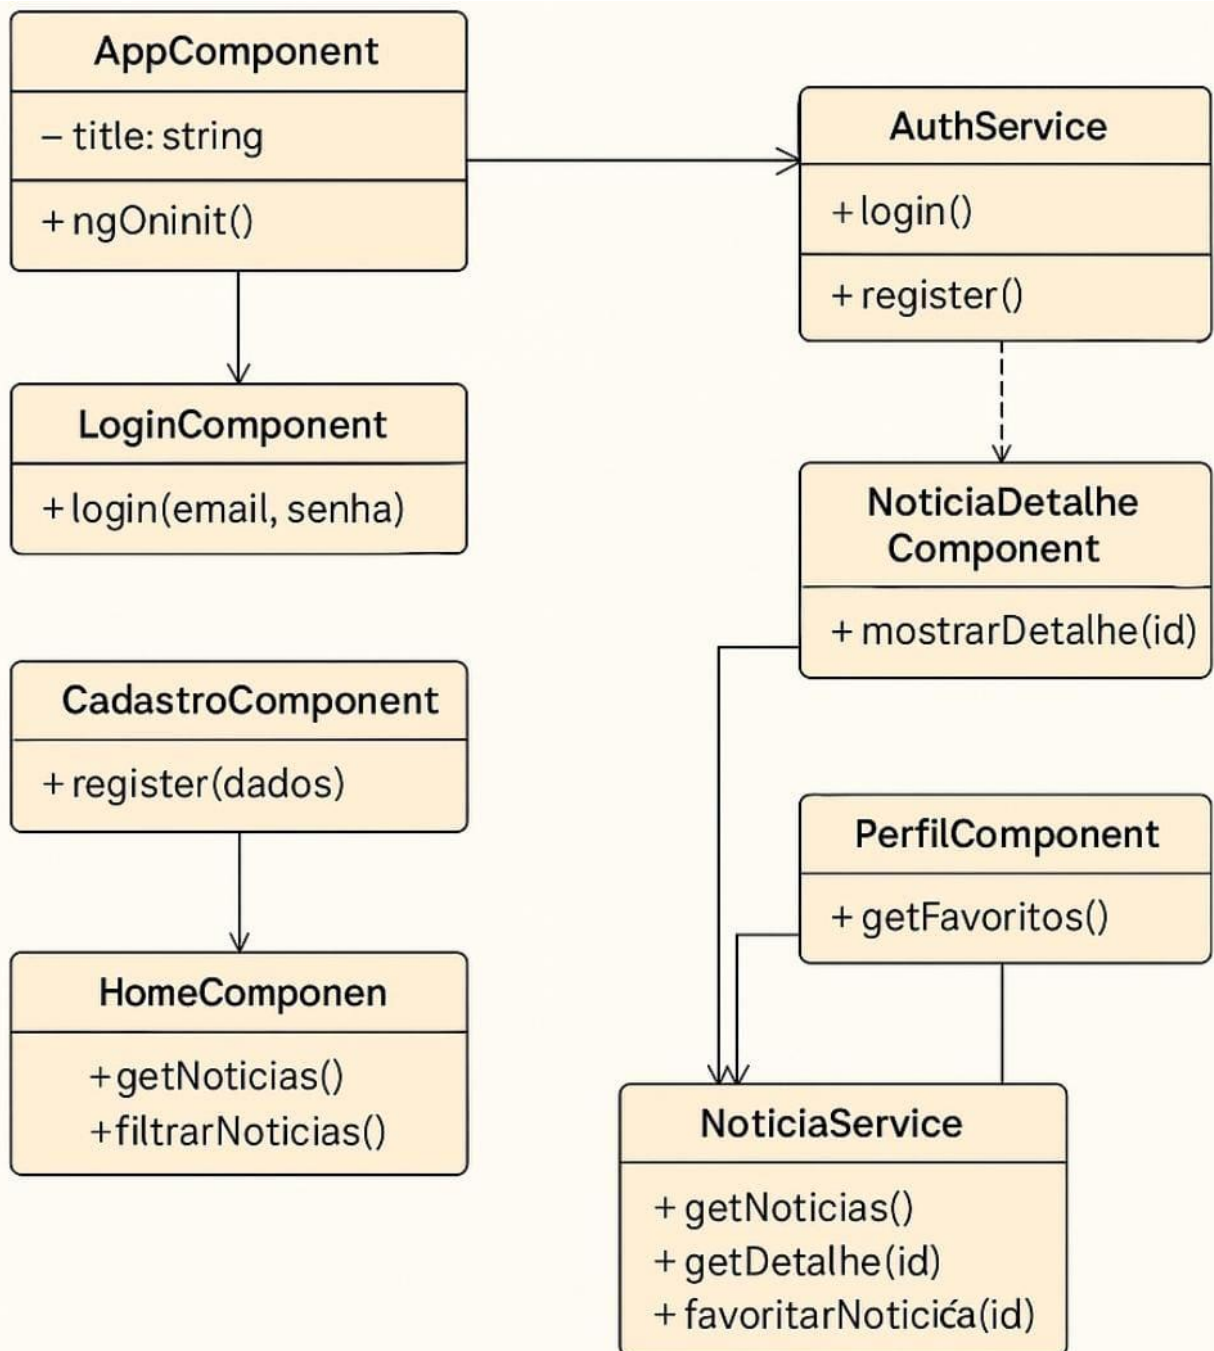 AppComponent
– title: string
+ ngOninit()
AuthService
+ login()
+ register()
LoginComponent
+ login(email, senha)
NoticiaDetalhe
Component
+ mostrarDetalhe(id)
CadastroComponent
+ register(dados)
PerfilComponent
+ getFavoritos()
HomeComponen
+getNoticias()
+filtrarNoticias()
NoticiaService
+ getNoticias()
+ getDetalhe(id)
+ favoritarNoticića(id)